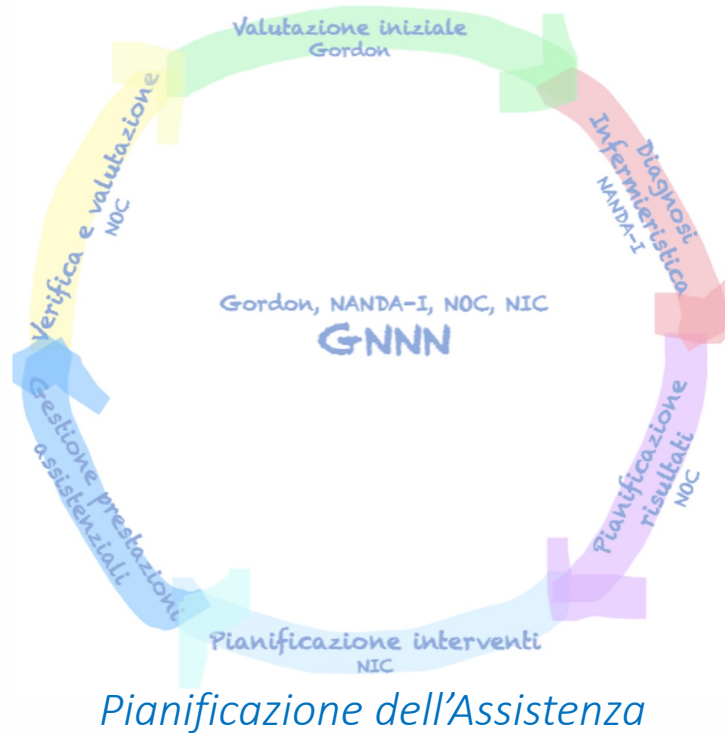 Valutazione iniziale
Gordon
Diagnosi
Infermieristica
NANDA-I
Pianificazione
risultati
NOC
Pianificazione interventi
NIC
Gestione prestazioni
assistenziali
Verifica e valutazione
NOC
Gordon, NANDA-I, NOC, NIC
GNNN
Pianificazione dell'Assistenza